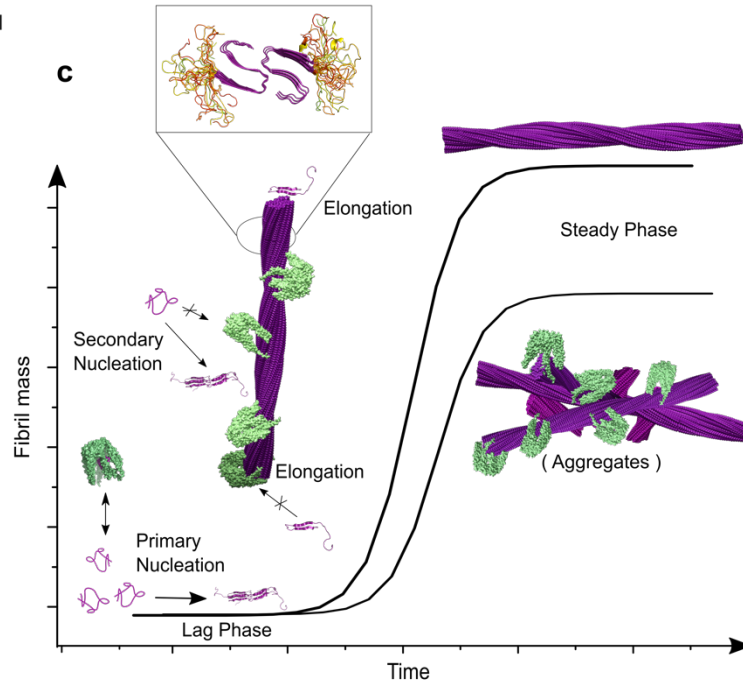 c
Elongation
Steady Phase
Secondary
Nucleation
Fibril mass
Elongation
( Aggregates )
Primary
Nucleation
Lag Phase
Time